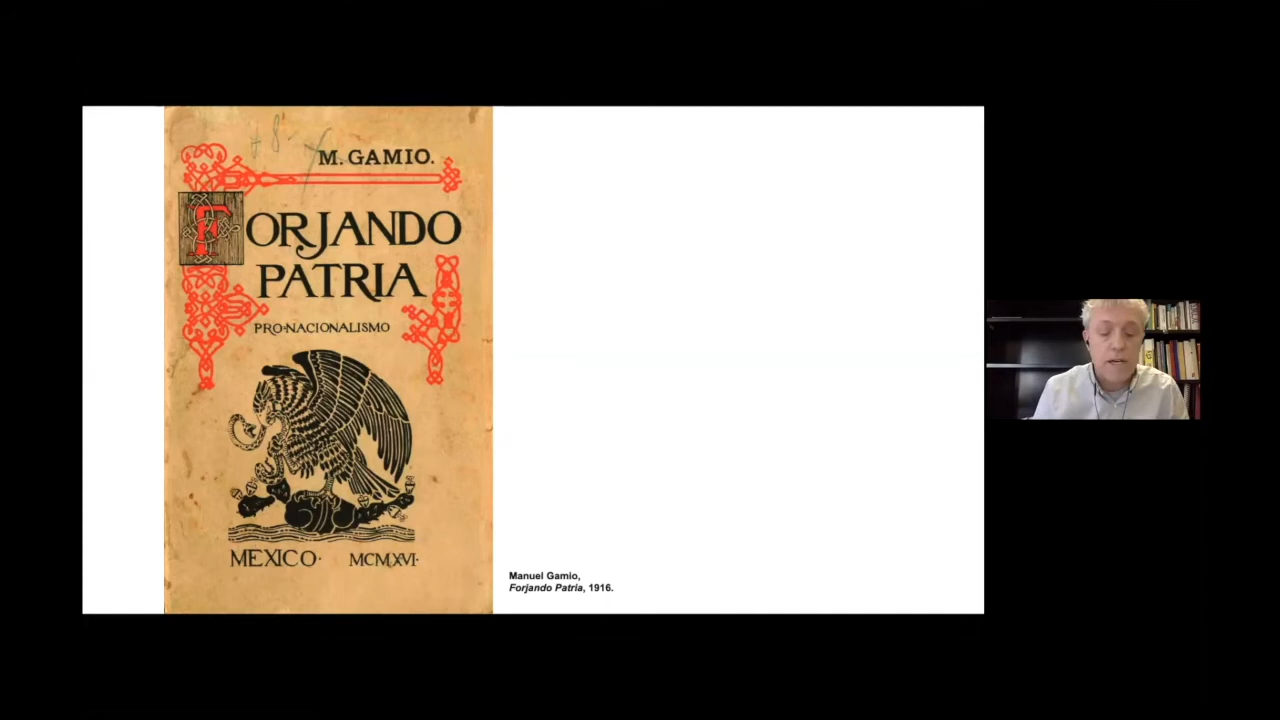 M. GAMIO.
FORJANDO
PATRIA
PRO-NACIONALISMO
MEXICO· MCMXVI·
Manuel Gamio,
Forjando Patria, 1916.